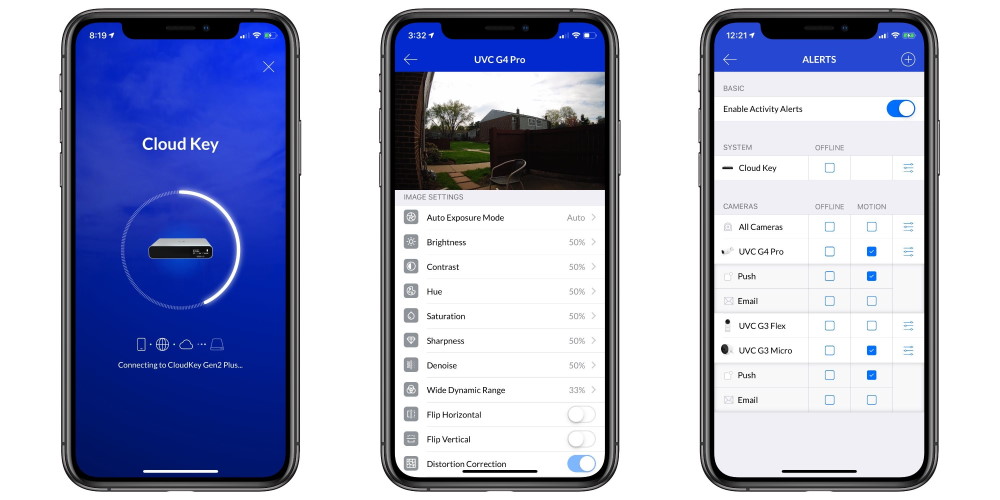 8:19
Cloud Key
Connecting to CloudKey Gen2 Plus...
3:32
UVC G4 Pro
IMAGE SETTINGS
Auto Exposure Mode Auto
Brightness 50%
Contrast 50%
Hue 50%
Saturation 50%
Sharpness 50%
Denoise 50%
Wide Dynamic Range 33%
Flip Horizontal
Flip Vertical
Distortion Correction
12:21
ALERTS
BASIC
Enable Activity Alerts
SYSTEM OFFLINE
Cloud Key
CAMERAS OFFLINE MOTION
All Cameras
UVC G4 Pro
Push
Email
UVC G3 Flex
UVC G3 Micro
Push
Email